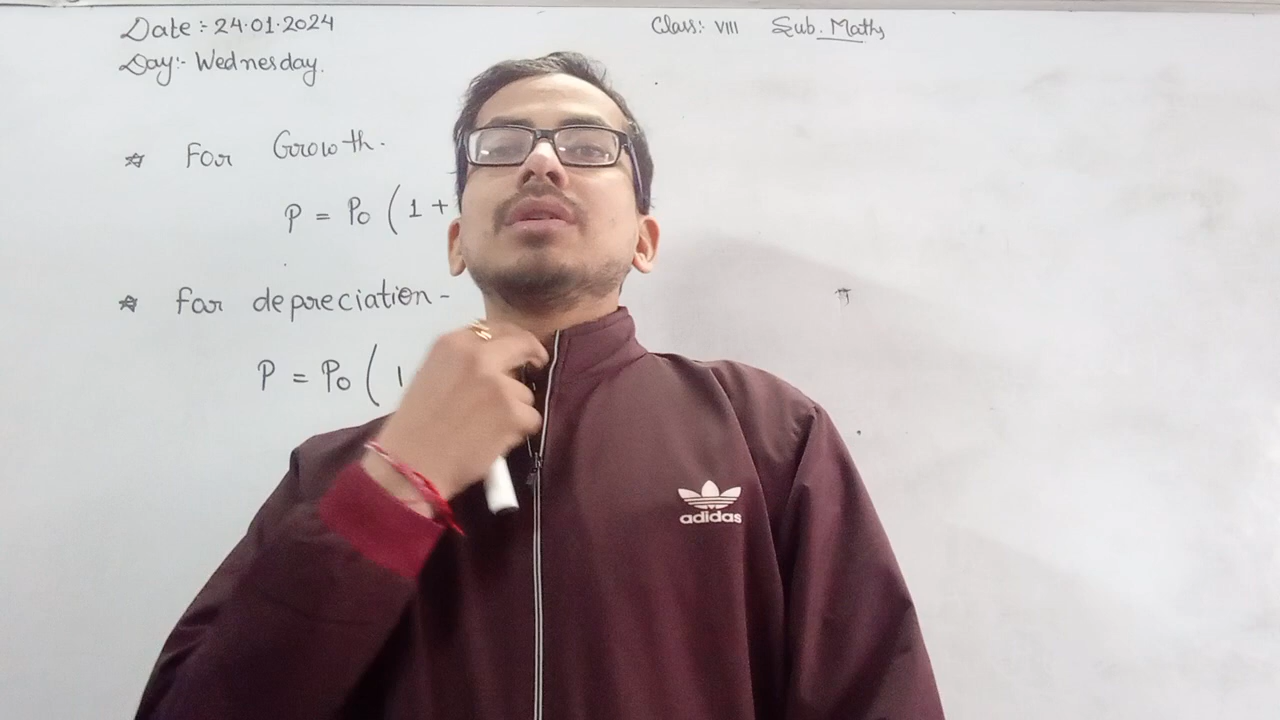 Date :- 24.01.2024
Class:- VIII Sub. Maths
Day:- Wednesday.
☆ For Growth.
P = P₀ ( 1 +
☆ For depreciation -
P = P₀ ( 1
adidas